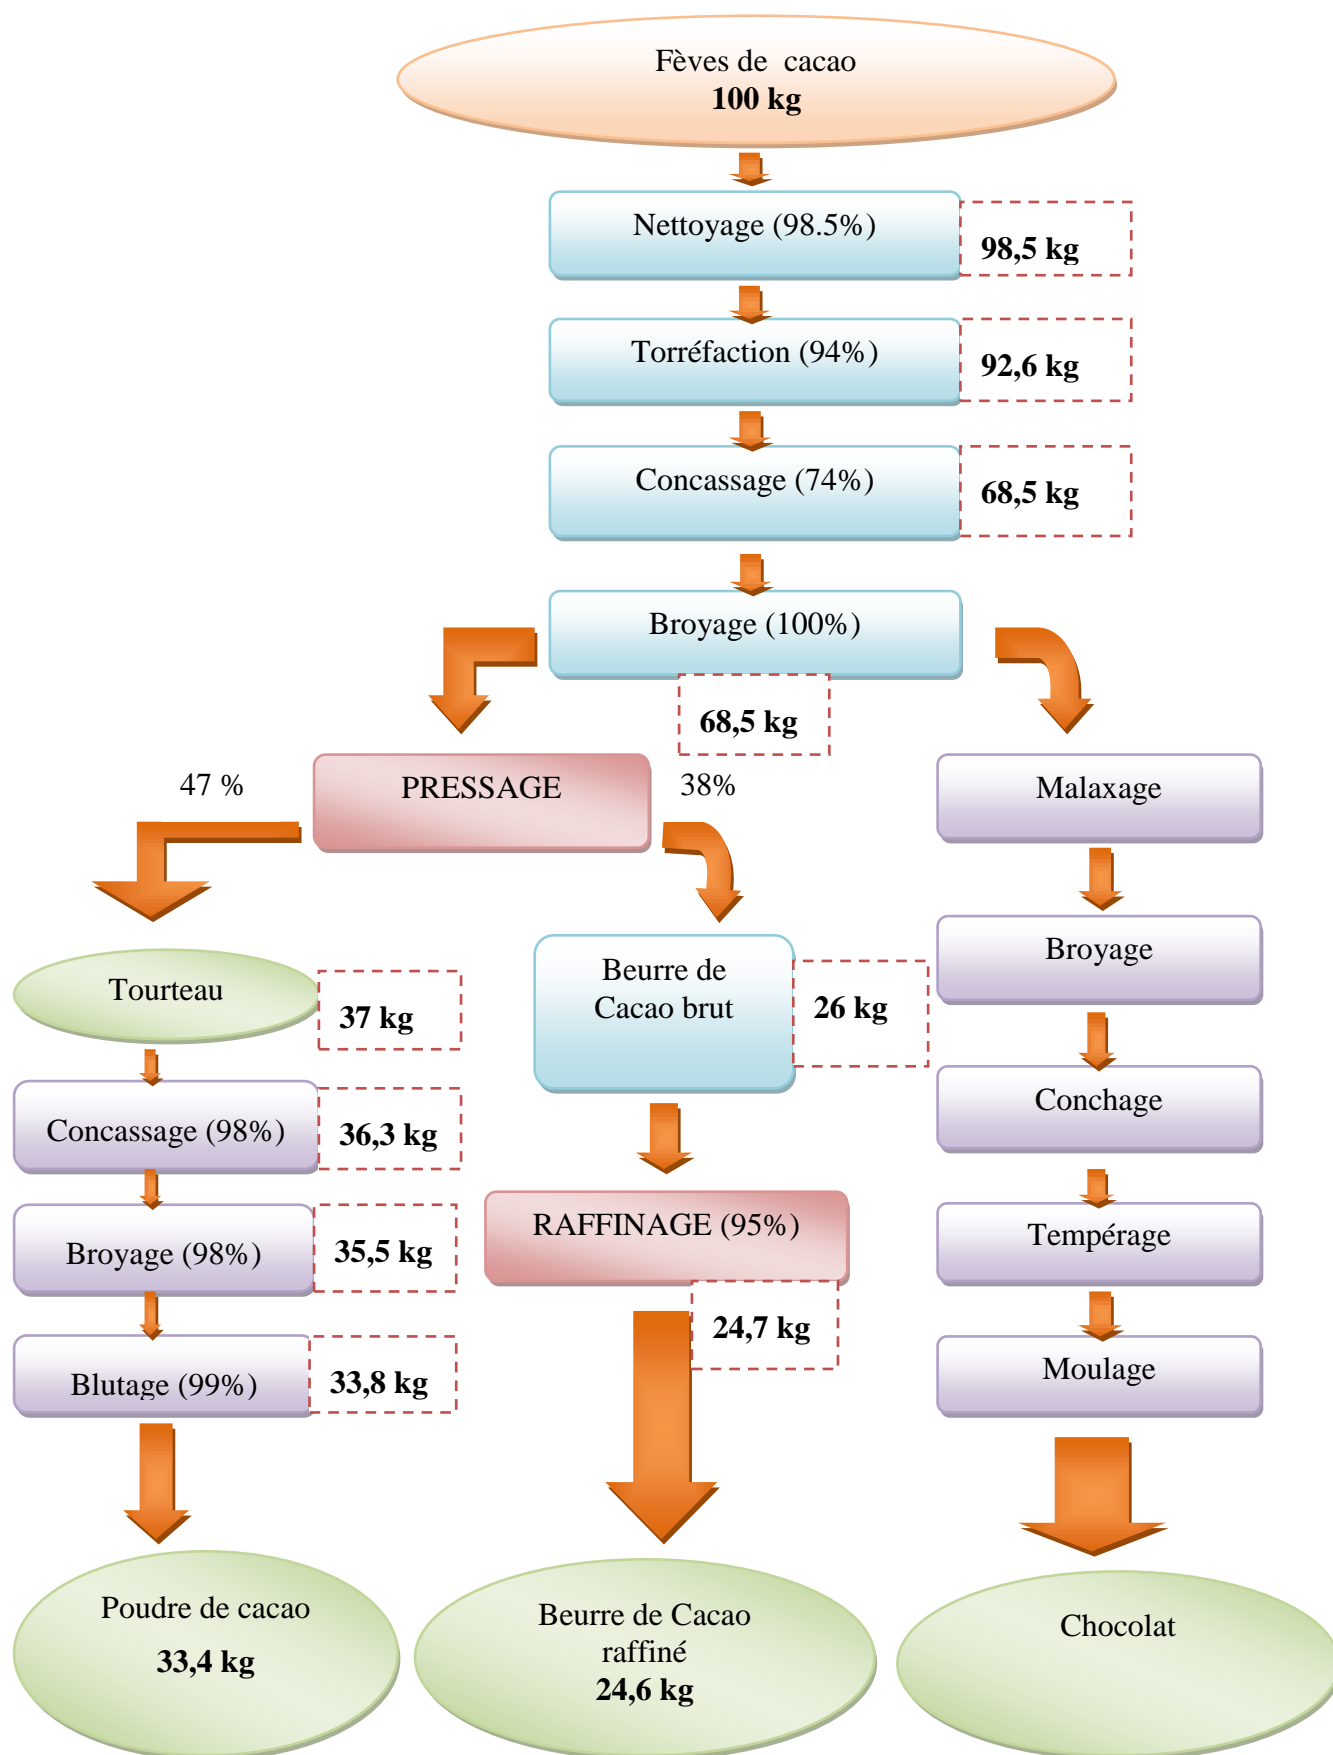 Fèves de cacao
100 kg
Nettoyage (98.5%)
98,5 kg
Torréfaction (94%)
92,6 kg
Concassage (74%)
68,5 kg
Broyage (100%)
68,5 kg
47 %
PRESSAGE
38%
Malaxage
Broyage
Conchage
Tempérage
Moulage
Tourteau
37 kg
Concassage (98%)
36,3 kg
Broyage (98%)
35,5 kg
Blutage (99%)
33,8 kg
Beurre de
Cacao brut
26 kg
RAFFINAGE (95%)
24,7 kg
Poudre de cacao
33,4 kg
Beurre de Cacao
raffiné
24,6 kg
Chocolat